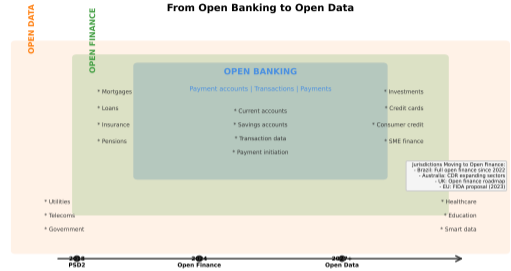 From Open Banking to Open Data
OPEN DATA
OPEN FINANCE
OPEN BANKING
Payment accounts | Transactions | Payments
* Mortgages
* Loans
* Insurance
* Pensions
* Current accounts
* Savings accounts
* Transaction data
* Payment initiation
* Investments
* Credit cards
* Consumer credit
* SME finance
Jurisdictions Moving to Open Finance:
- Brazil: Full open finance since 2022
- Australia: CDR expanding sectors
- UK: Open finance roadmap
- EU: FIDA proposal (2023)
* Utilities
* Telecoms
* Government
* Healthcare
* Education
* Smart data
PSD2
Open Finance
Open Data